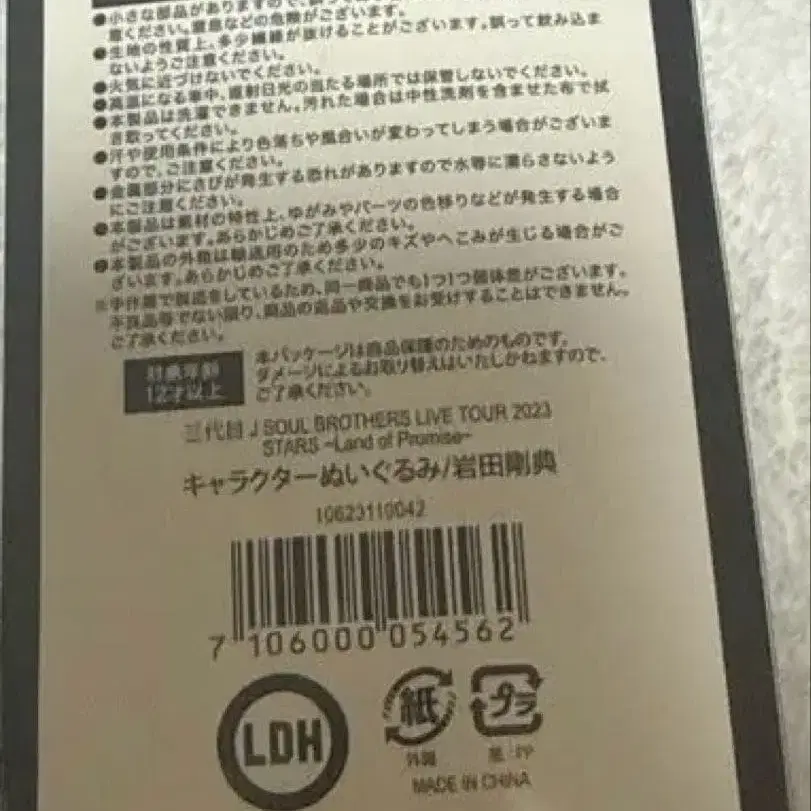 ●小さな部品がありますので、
意ください。窒息などの危険がございます。
●生地の性質上、多少繊維が抜けることがございます。誤って飲み込ま
ないようご注意ください。
●火気に近づけないでください。
●高温になる車中、直射日光の当たる場所では保管しないでください。
●本製品は洗濯できません。汚れた場合は中性洗剤を含ませた布で拭
き取ってください。
●汗や使用条件により色落ちや風合いが変わってしまう場合がございま
すので、ご注意ください。
●金属部分にさびが発生する恐れがありますので水等に濡らさないよう
にご注意ください。
●本製品は素材の特性上、ゆがみやパーツの色移りなどが発生する場合
がございます。あらかじめご了承ください。
●本製品の外装は輸送用のため多少のキズやへこみが生じる場合がご
ざいます。あらかじめご了承ください。
※手作業で製造をしているため、同一商品でも1つ1つ個体差がございます。
不良品等でない限り、商品の返品や交換をお受けすることはできません。
ご了承ください。
対象年齢
12才以上
本パッケージは商品保護のためのものです。
ダメージによるお取り替えはいたしかねますので、
ご了承ください。
三代目 J SOUL BROTHERS LIVE TOUR 2023
STARS ~Land of Promise~
キャラクターぬいぐるみ/岩田剛典
10623110042
7 106000 054562
LDH
紙
プラ
外箱
袋:PP
MADE IN CHINA